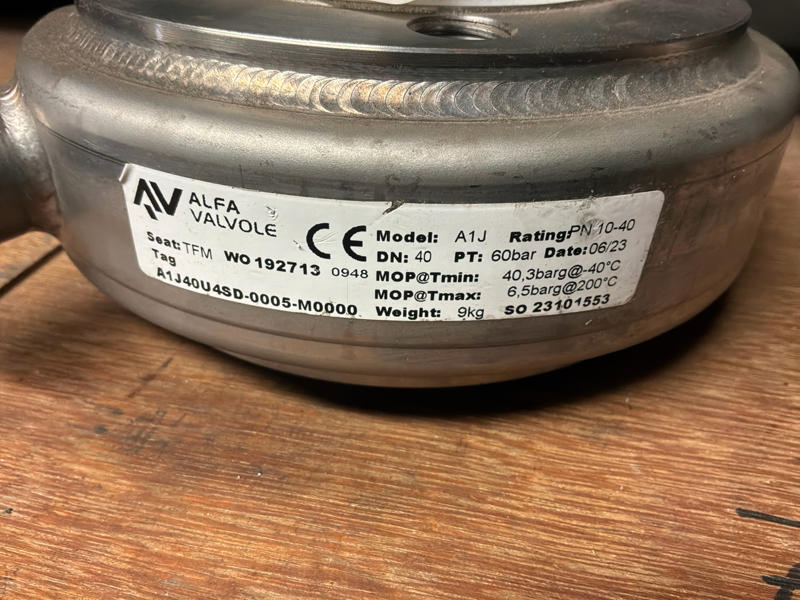 AV ALFA
VALVOLE
Seat: TFM WO 192713 CE 0948
Tag
A1J40U4SD-0005-M0000
Model: A1J Rating: PN 10-40
DN: 40 PT: 60bar Date: 06/23
MOP@Tmin: 40,3barg@-40°C
MOP@Tmax: 6,5barg@200°C
Weight: 9kg SO 23101553